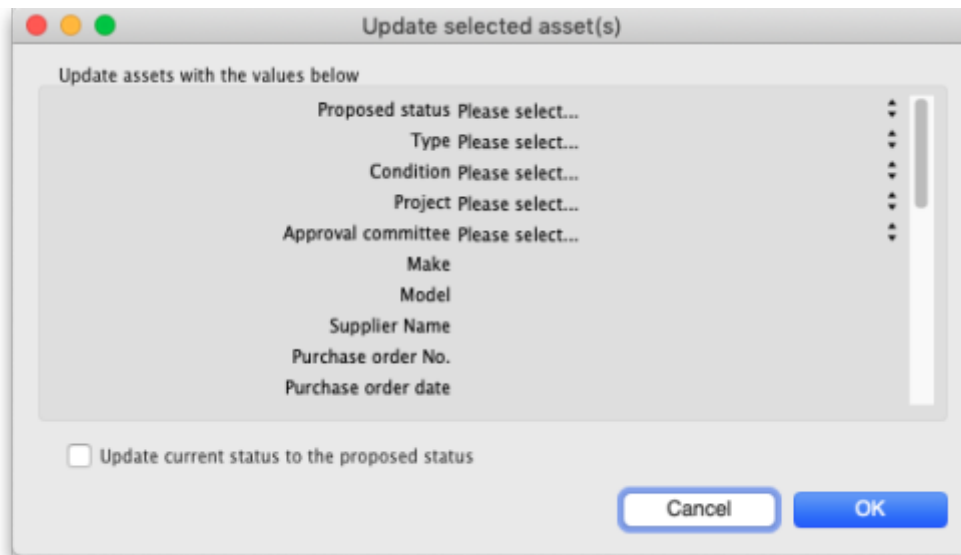 Update selected asset(s)
Update assets with the values below
Proposed status Please select...
Type Please select...
Condition Please select...
Project Please select...
Approval committee Please select...
Make
Model
Supplier Name
Purchase order No.
Purchase order date
Update current status to the proposed status
Cancel OK